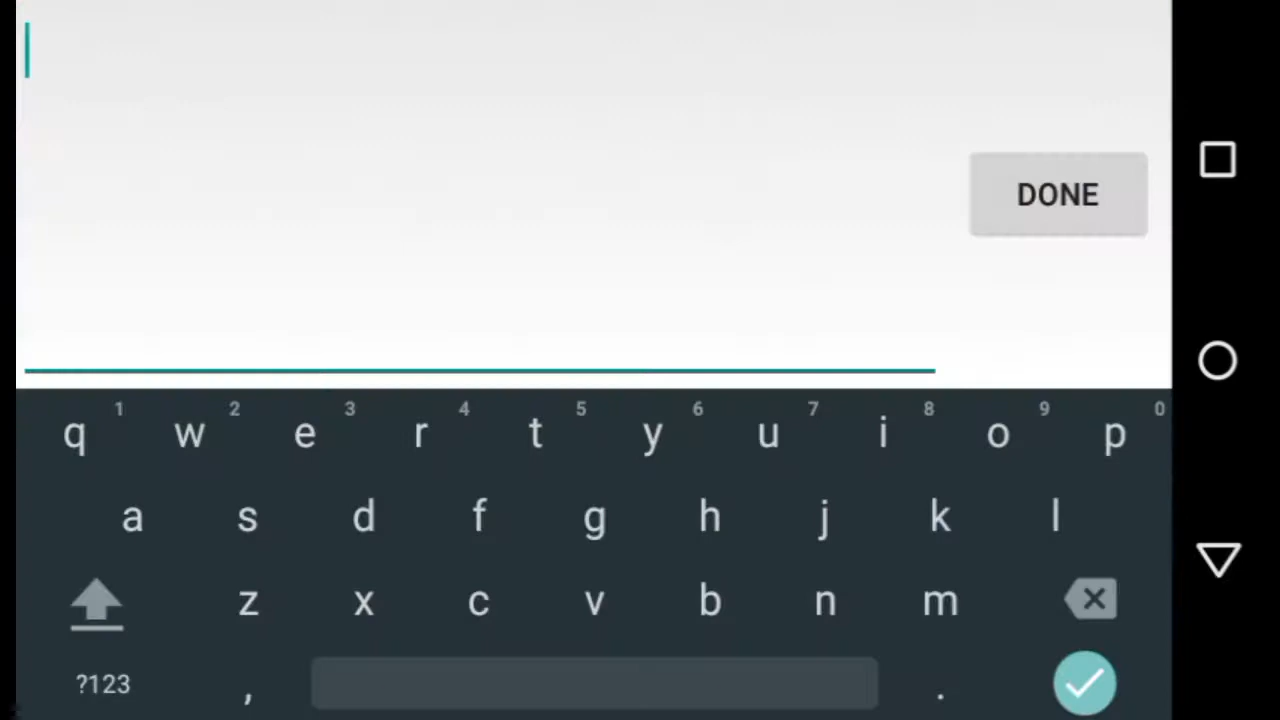 DONE
1 2 3 4 5 6 7 8 9 0
q w e r t y u i o p
a s d f g h j k l
z x c v b n m
?123 , .